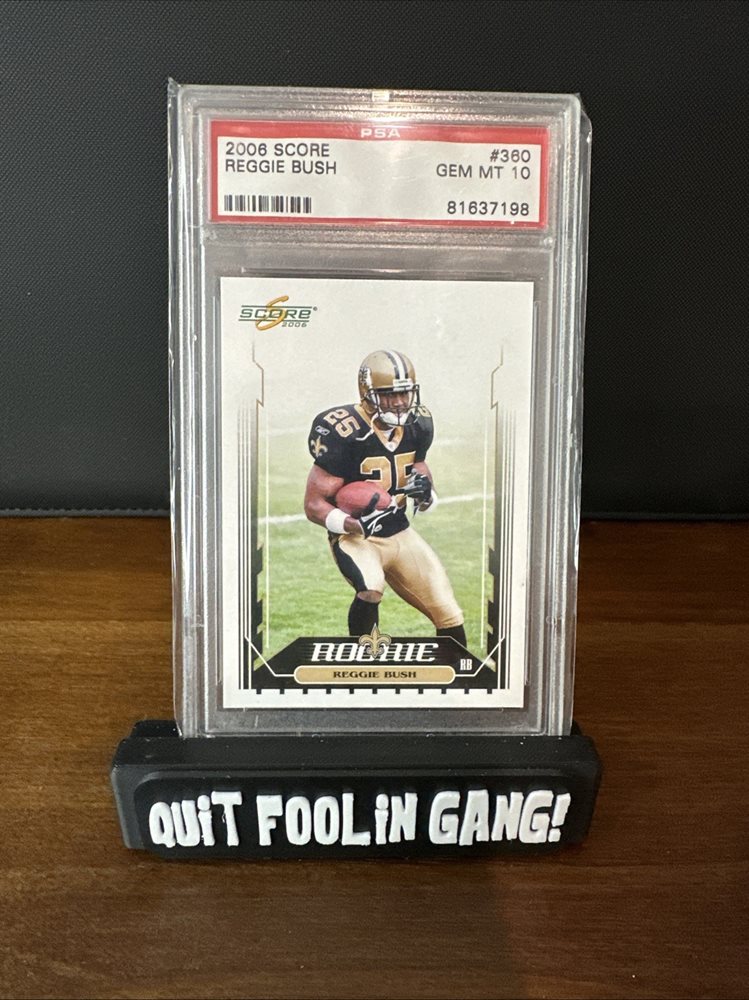 PSA
2006 SCORE #360
REGGIE BUSH GEM MT 10
81637198
SCORE
2006
25
25
ROOKIE
RB
REGGIE BUSH
QUiT FOOLiN GANG!